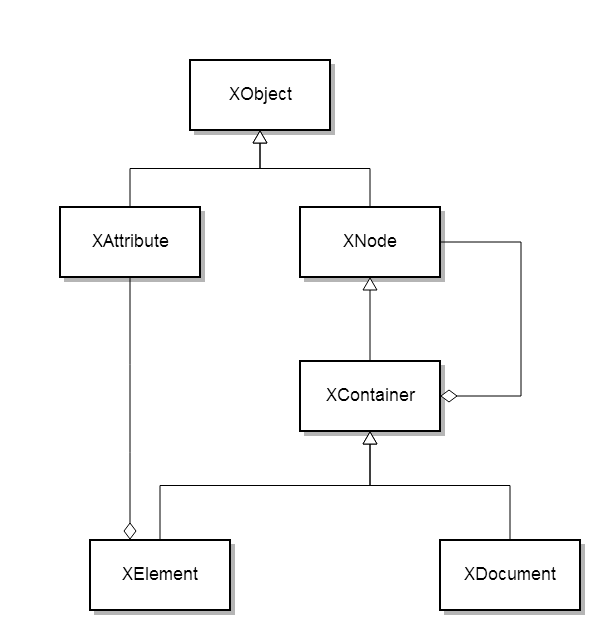 XObject
XAttribute
XNode
XContainer
XElement
XDocument